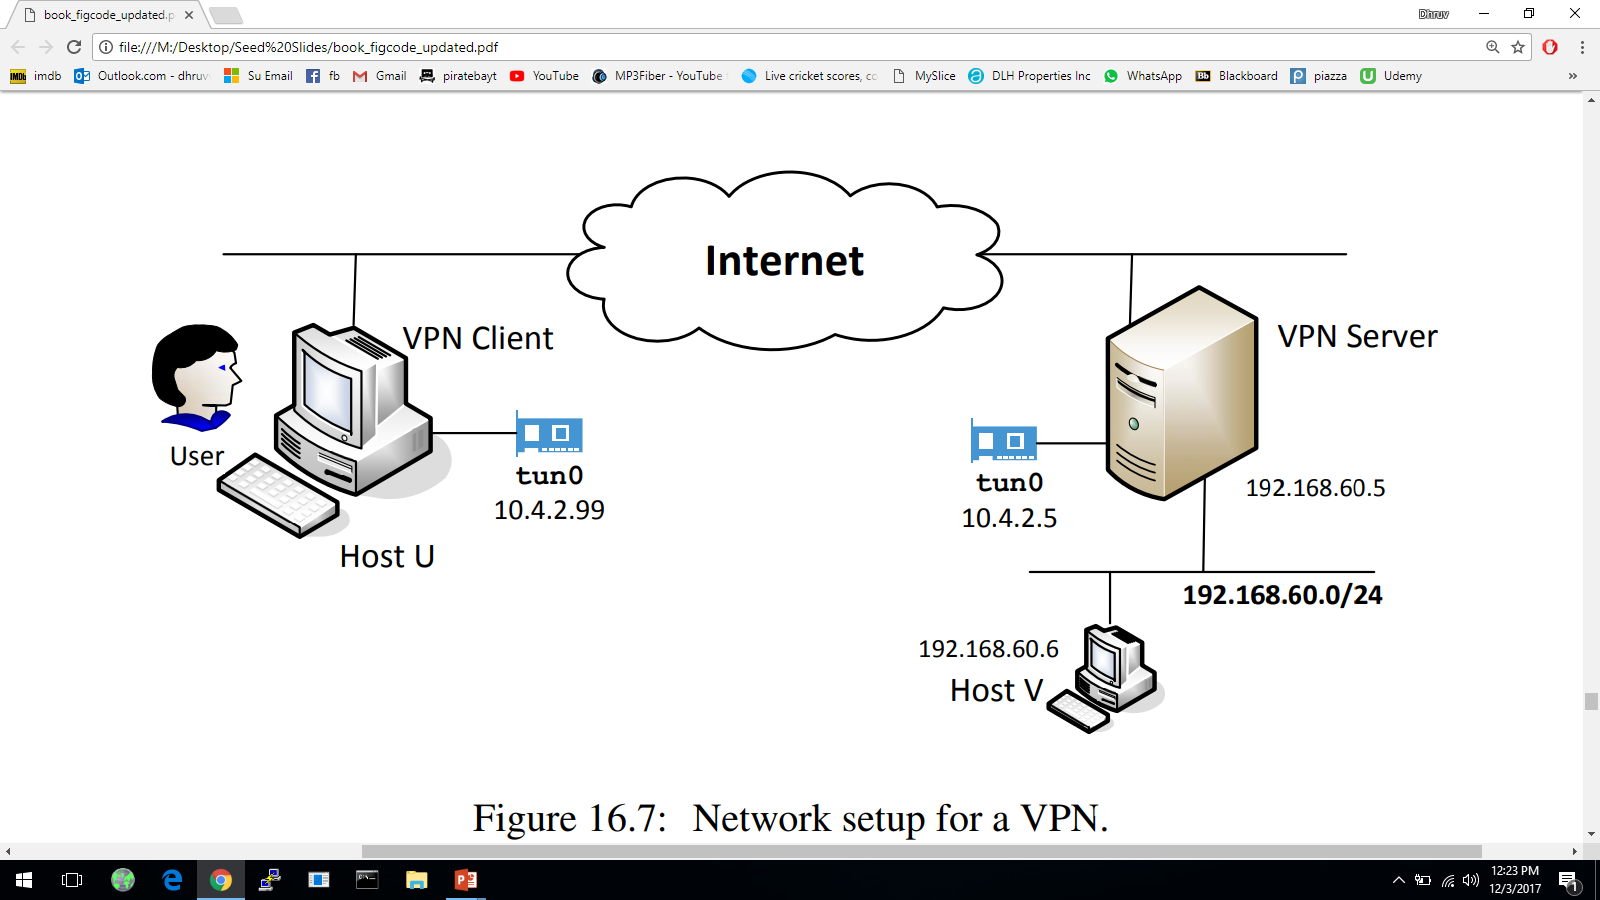 book_figcode_updated.p
Dhruv
file:///M:/Desktop/Seed%20Slides/book_figcode_updated.pdf
imdb Outlook.com - dhruv Su Email fb Gmail piratebayt YouTube MP3Fiber - YouTube Live cricket scores, co MySlice DLH Properties Inc WhatsApp Blackboard piazza Udemy
Internet
VPN Client
VPN Server
User
tun0
10.4.2.99
tun0
10.4.2.5
192.168.60.5
Host U
192.168.60.0/24
192.168.60.6
Host V
Figure 16.7: Network setup for a VPN.
12:23 PM
12/3/2017
1